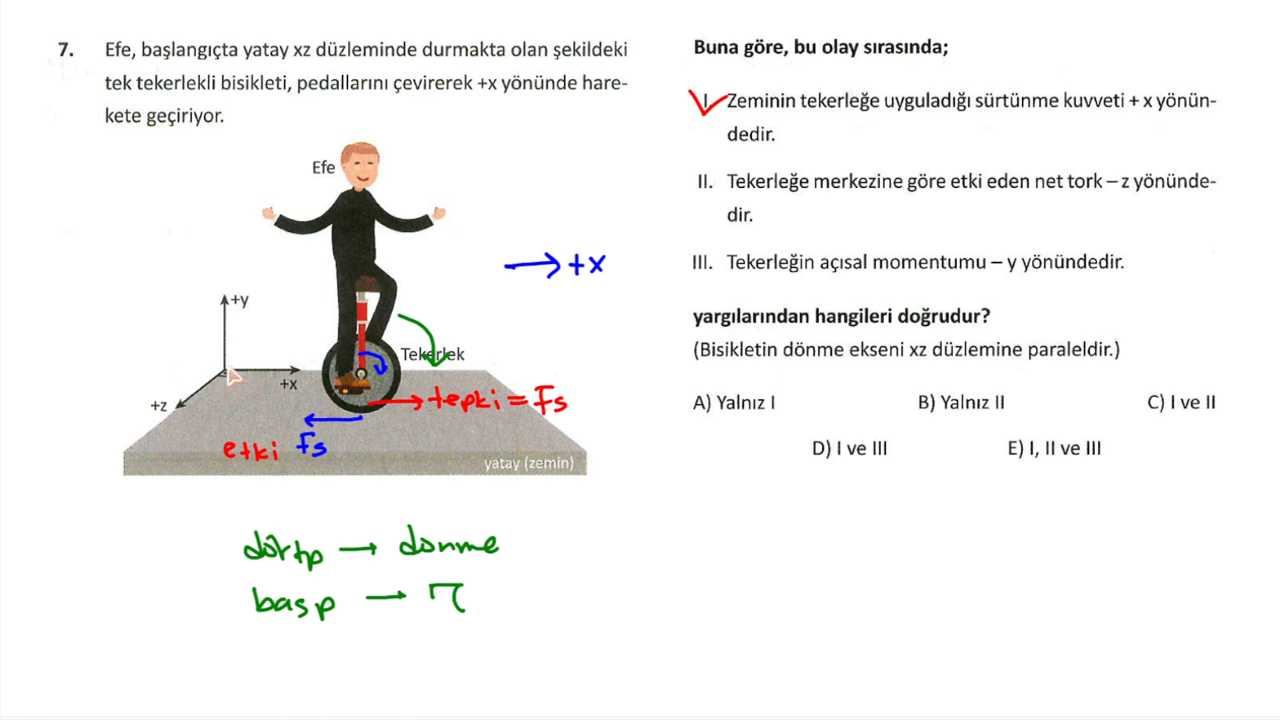 7. Efe, başlangıçta yatay xz düzleminde durmakta olan şekildeki
tek tekerlekli bisikleti, pedallarını çevirerek +x yönünde hare-
kete geçiriyor.
Efe
+y
+x
+z
Tekerlek
→ +x
tepki = Fs
etki Fs
yatay (zemin)
dört p → dönme
baş p → τ
Buna göre, bu olay sırasında;
I. Zeminin tekerleğe uyguladığı sürtünme kuvveti + x yönün-
dedir.
II. Tekerleğe merkezine göre etki eden net tork – z yönünde-
dir.
III. Tekerleğin açısal momentumu – y yönündedir.
yargılarından hangileri doğrudur?
(Bisikletin dönme ekseni xz düzlemine paraleldir.)
A) Yalnız I B) Yalnız II C) I ve II
D) I ve III E) I, II ve III